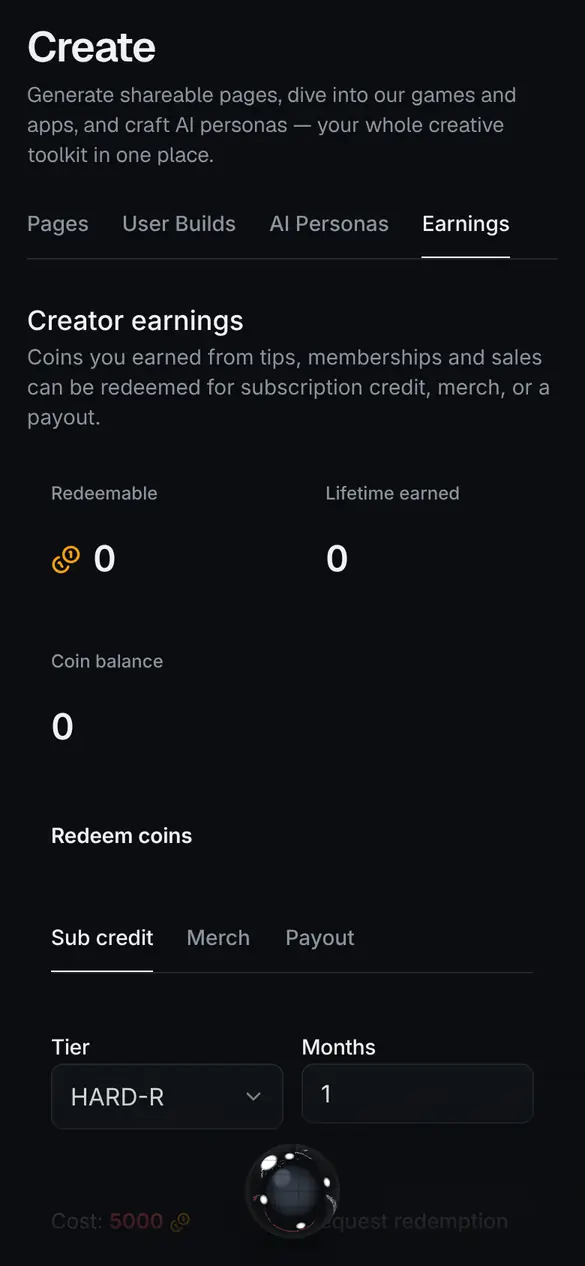 Create
Generate shareable pages, dive into our games and
apps, and craft AI personas — your whole creative
toolkit in one place.
Pages User Builds AI Personas Earnings
Creator earnings
Coins you earned from tips, memberships and sales
can be redeemed for subscription credit, merch, or a
payout.
Redeemable Lifetime earned
0 0
Coin balance
0
Redeem coins
Sub credit Merch Payout
Tier Months
HARD-R 1
Cost: 5000 redemption